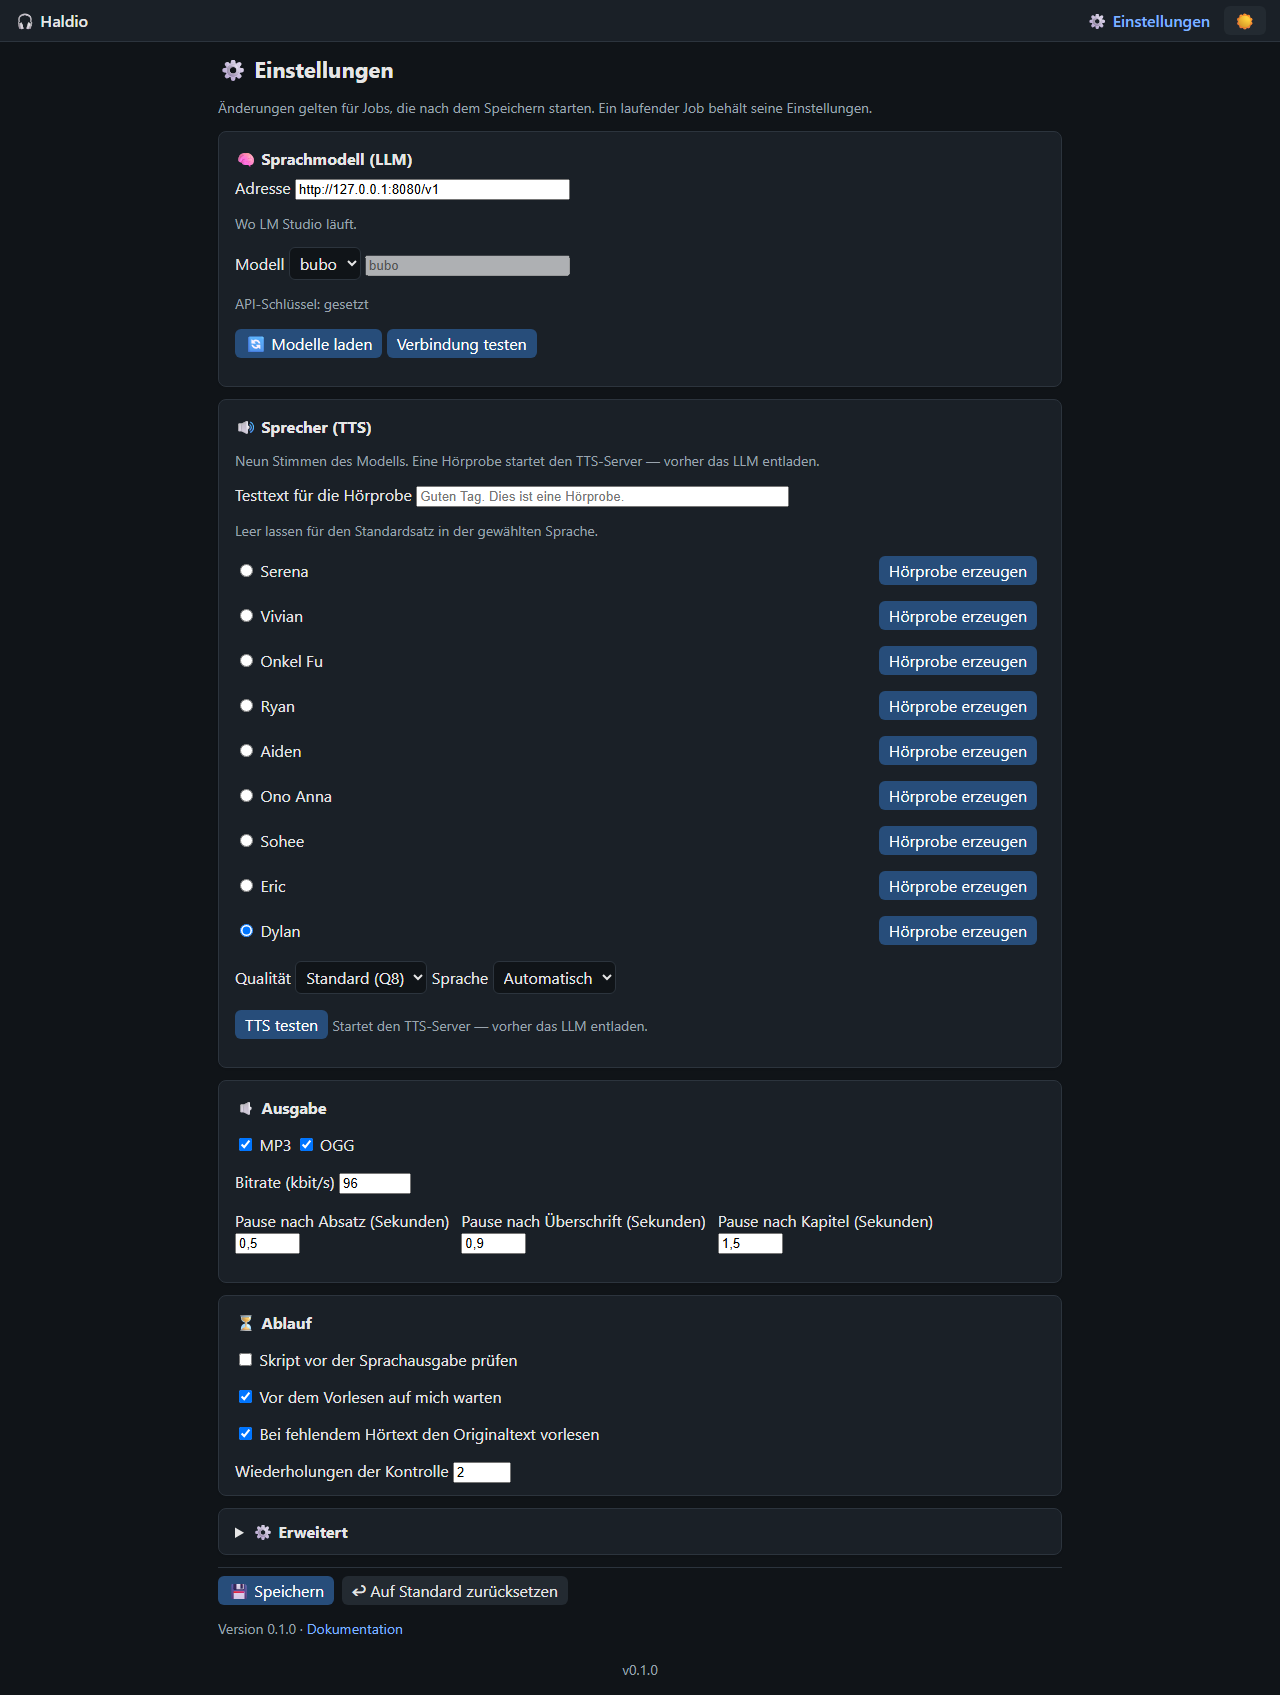 Haldio
Einstellungen
Einstellungen
Änderungen gelten für Jobs, die nach dem Speichern starten. Ein laufender Job behält seine Einstellungen.
Sprachmodell (LLM)
Adresse http://127.0.0.1:8080/v1
Wo LM Studio läuft.
Modell bubo bubo
API-Schlüssel: gesetzt
Modelle laden Verbindung testen
Sprecher (TTS)
Neun Stimmen des Modells. Eine Hörprobe startet den TTS-Server — vorher das LLM entladen.
Testtext für die Hörprobe Guten Tag. Dies ist eine Hörprobe.
Leer lassen für den Standardsatz in der gewählten Sprache.
Serena Hörprobe erzeugen
Vivian Hörprobe erzeugen
Onkel Fu Hörprobe erzeugen
Ryan Hörprobe erzeugen
Aiden Hörprobe erzeugen
Ono Anna Hörprobe erzeugen
Sohee Hörprobe erzeugen
Eric Hörprobe erzeugen
Dylan Hörprobe erzeugen
Qualität Standard (Q8) Sprache Automatisch
TTS testen Startet den TTS-Server — vorher das LLM entladen.
Ausgabe
MP3 OGG
Bitrate (kbit/s) 96
Pause nach Absatz (Sekunden) Pause nach Überschrift (Sekunden) Pause nach Kapitel (Sekunden)
0,5 0,9 1,5
Ablauf
Skript vor der Sprachausgabe prüfen
Vor dem Vorlesen auf mich warten
Bei fehlendem Hörtext den Originaltext vorlesen
Wiederholungen der Kontrolle 2
Erweitert
Speichern Auf Standard zurücksetzen
Version 0.1.0 · Dokumentation
v0.1.0